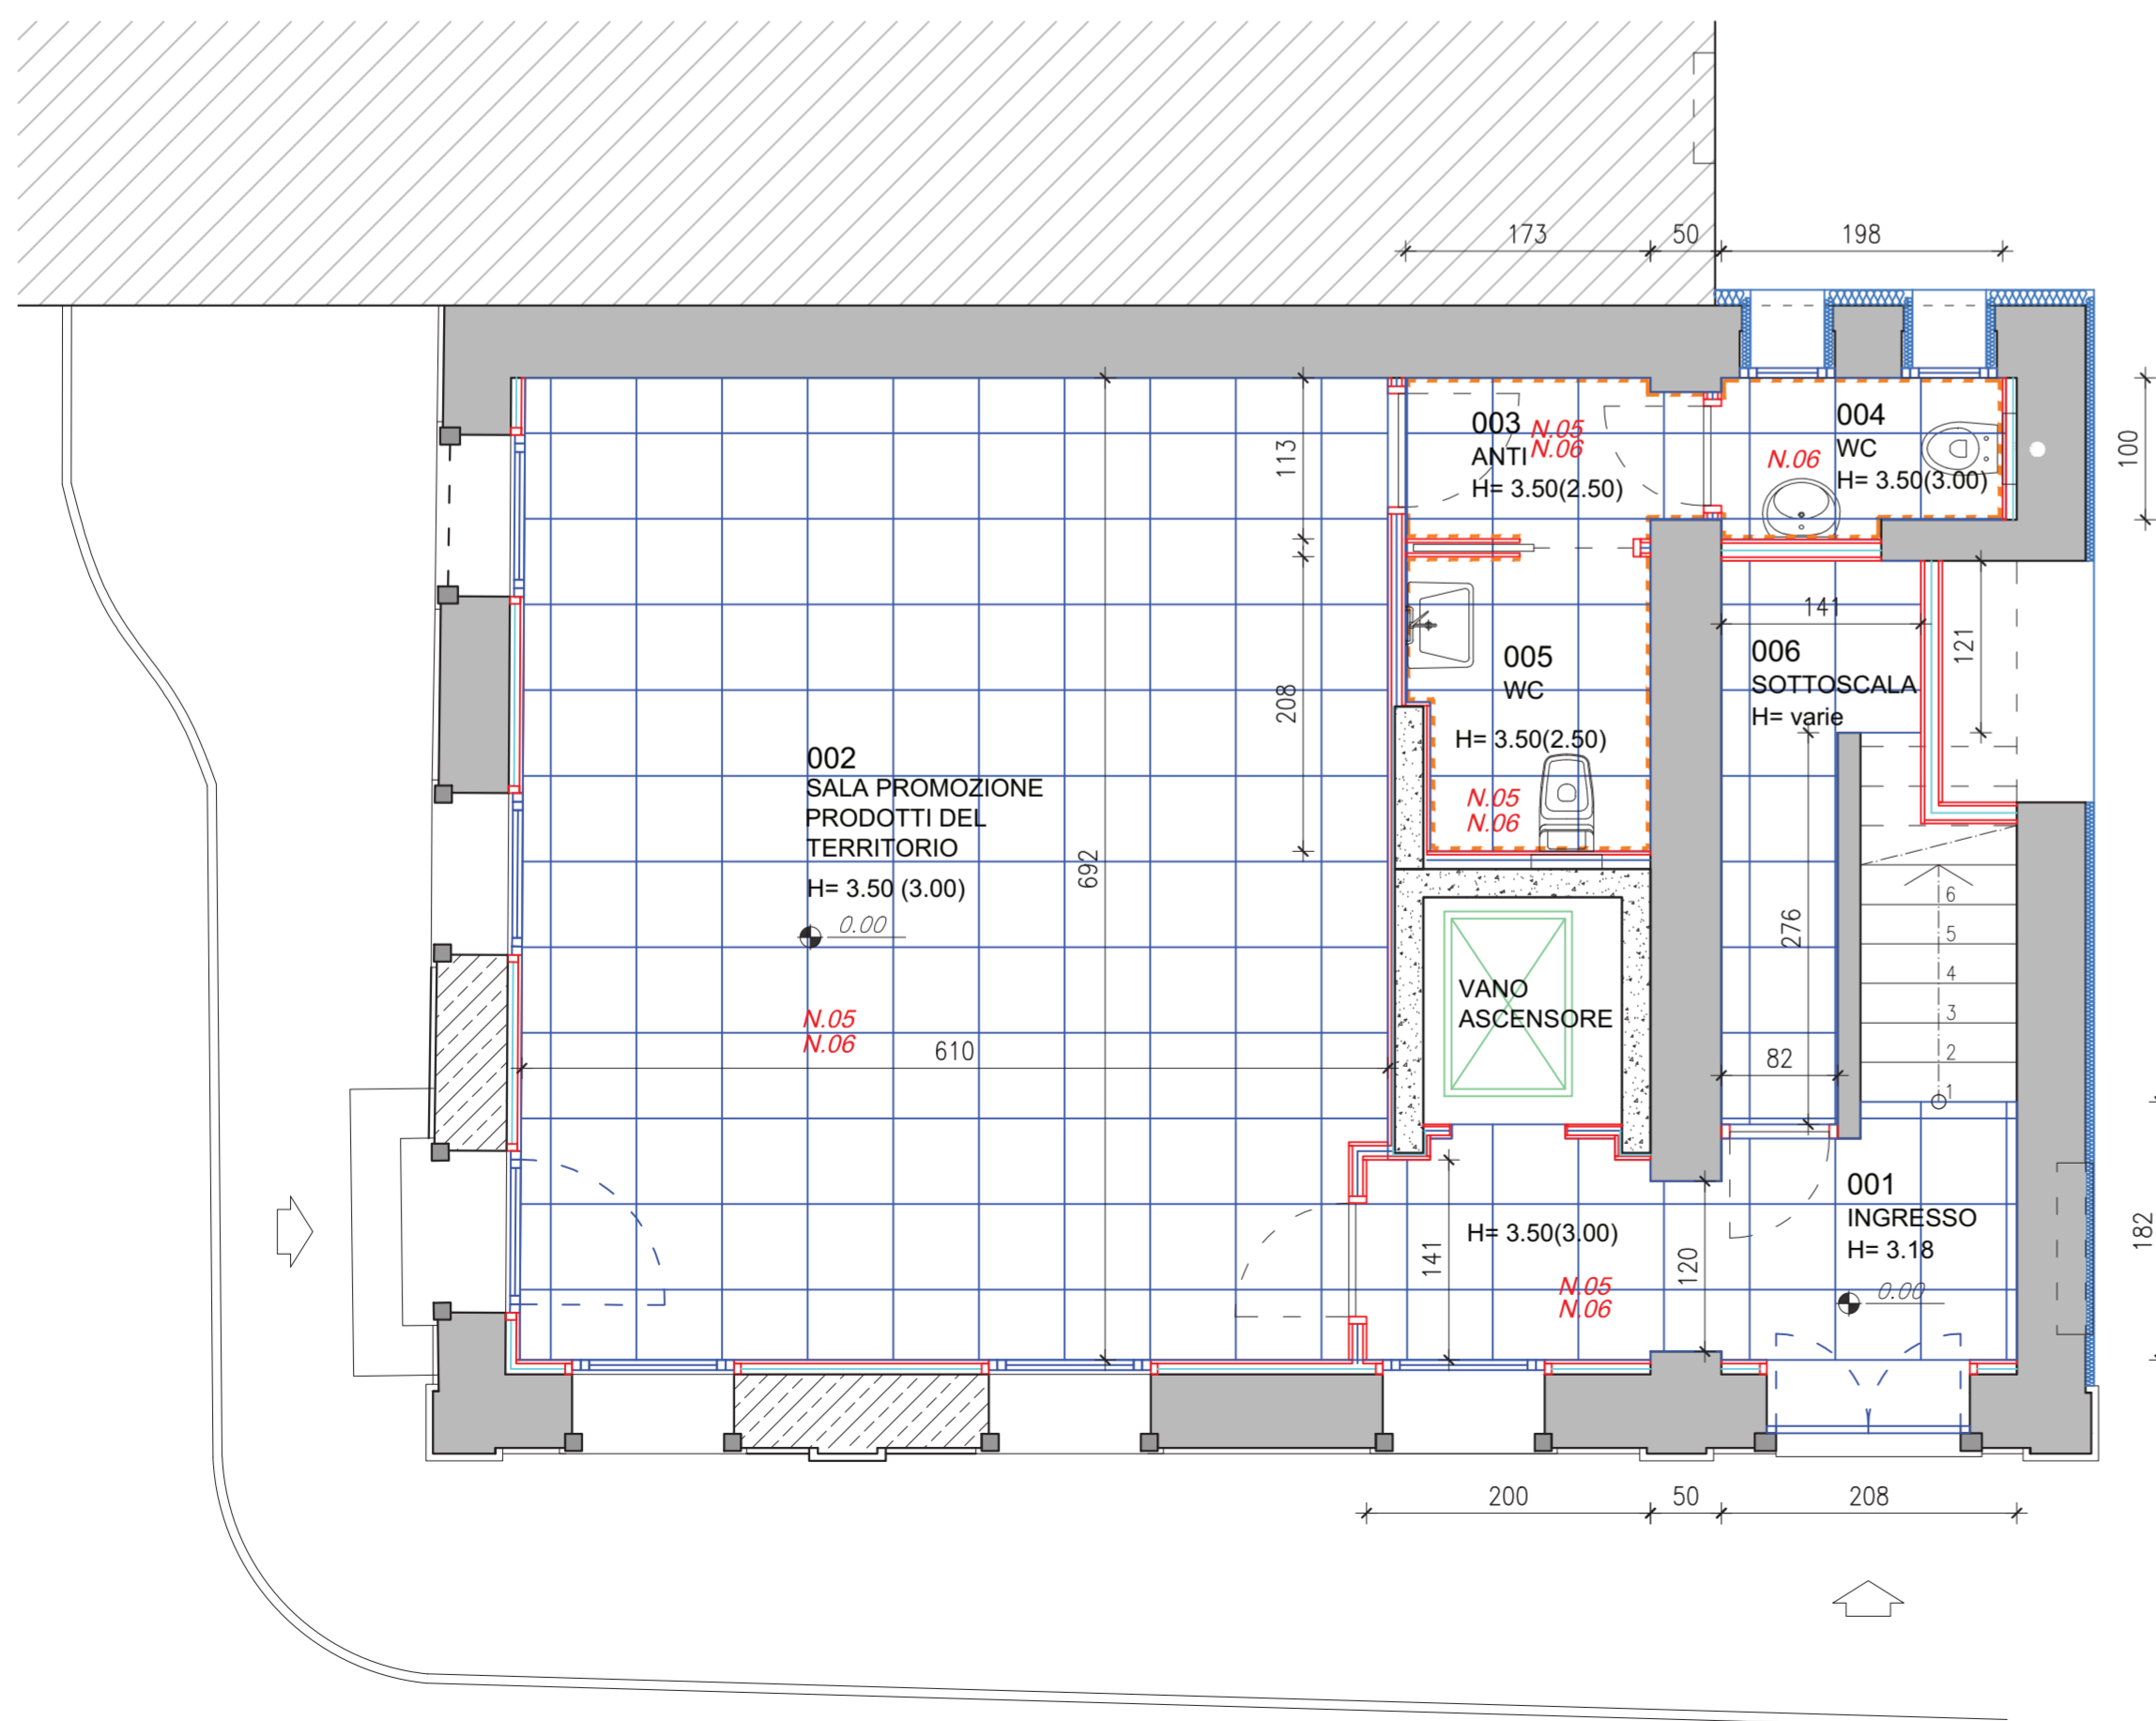 173
50
198
003
ANTI
H= 3.50(2.50)
N.05
N.06
004
WC
H= 3.50(3.00)
N.06
100
113
141
121
006
SOTTOSCALA
H= varie
005
WC
H= 3.50(2.50)
N.05
N.06
208
002
SALA PROMOZIONE
PRODOTTI DEL
TERRITORIO
H= 3.50 (3.00)
0.00
692
N.05
N.06
610
VANO
ASCENSORE
276
82
6
5
4
3
2
1
001
INGRESSO
H= 3.18
0.00
182
H= 3.50(3.00)
141
120
N.05
N.06
200
50
208